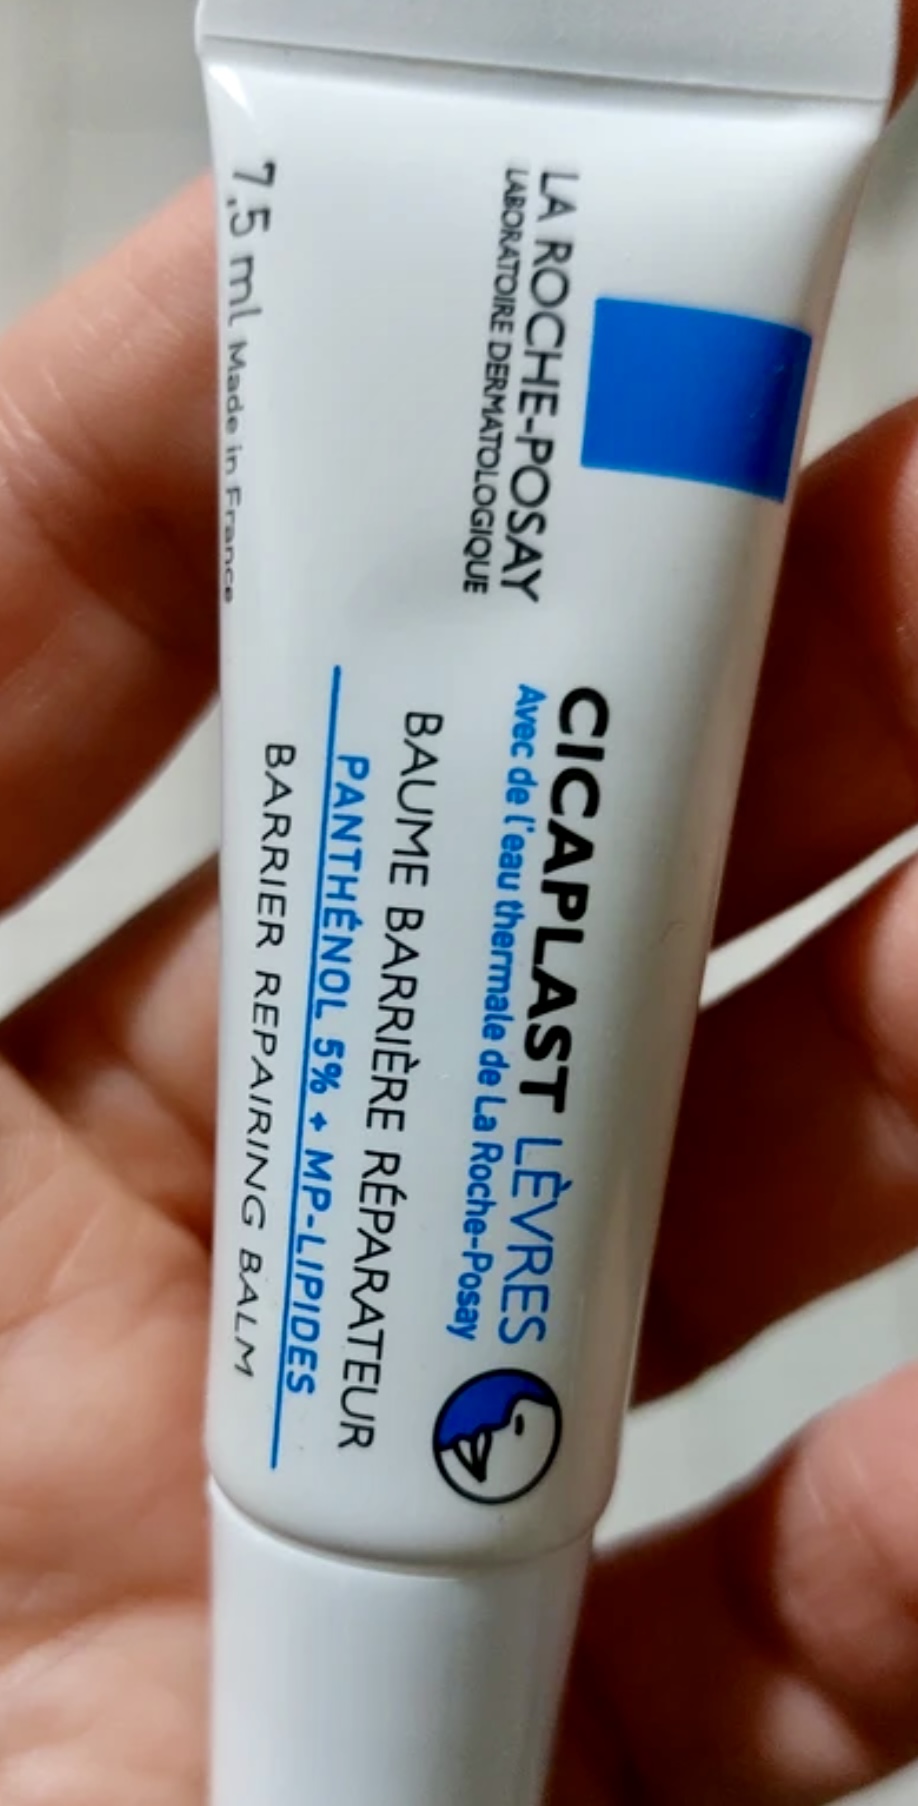 LA ROCHE-POSAY
LABORATOIRE DERMATOLOGIQUE
CICAPLAST LÈVRES
Avec de l'eau thermale de La Roche-Posay
BAUME BARRIÈRE RÉPARATEUR
PANTHÉNOL 5% + MP-LIPIDES
BARRIER REPAIRING BALM
7,5 ml Made in France